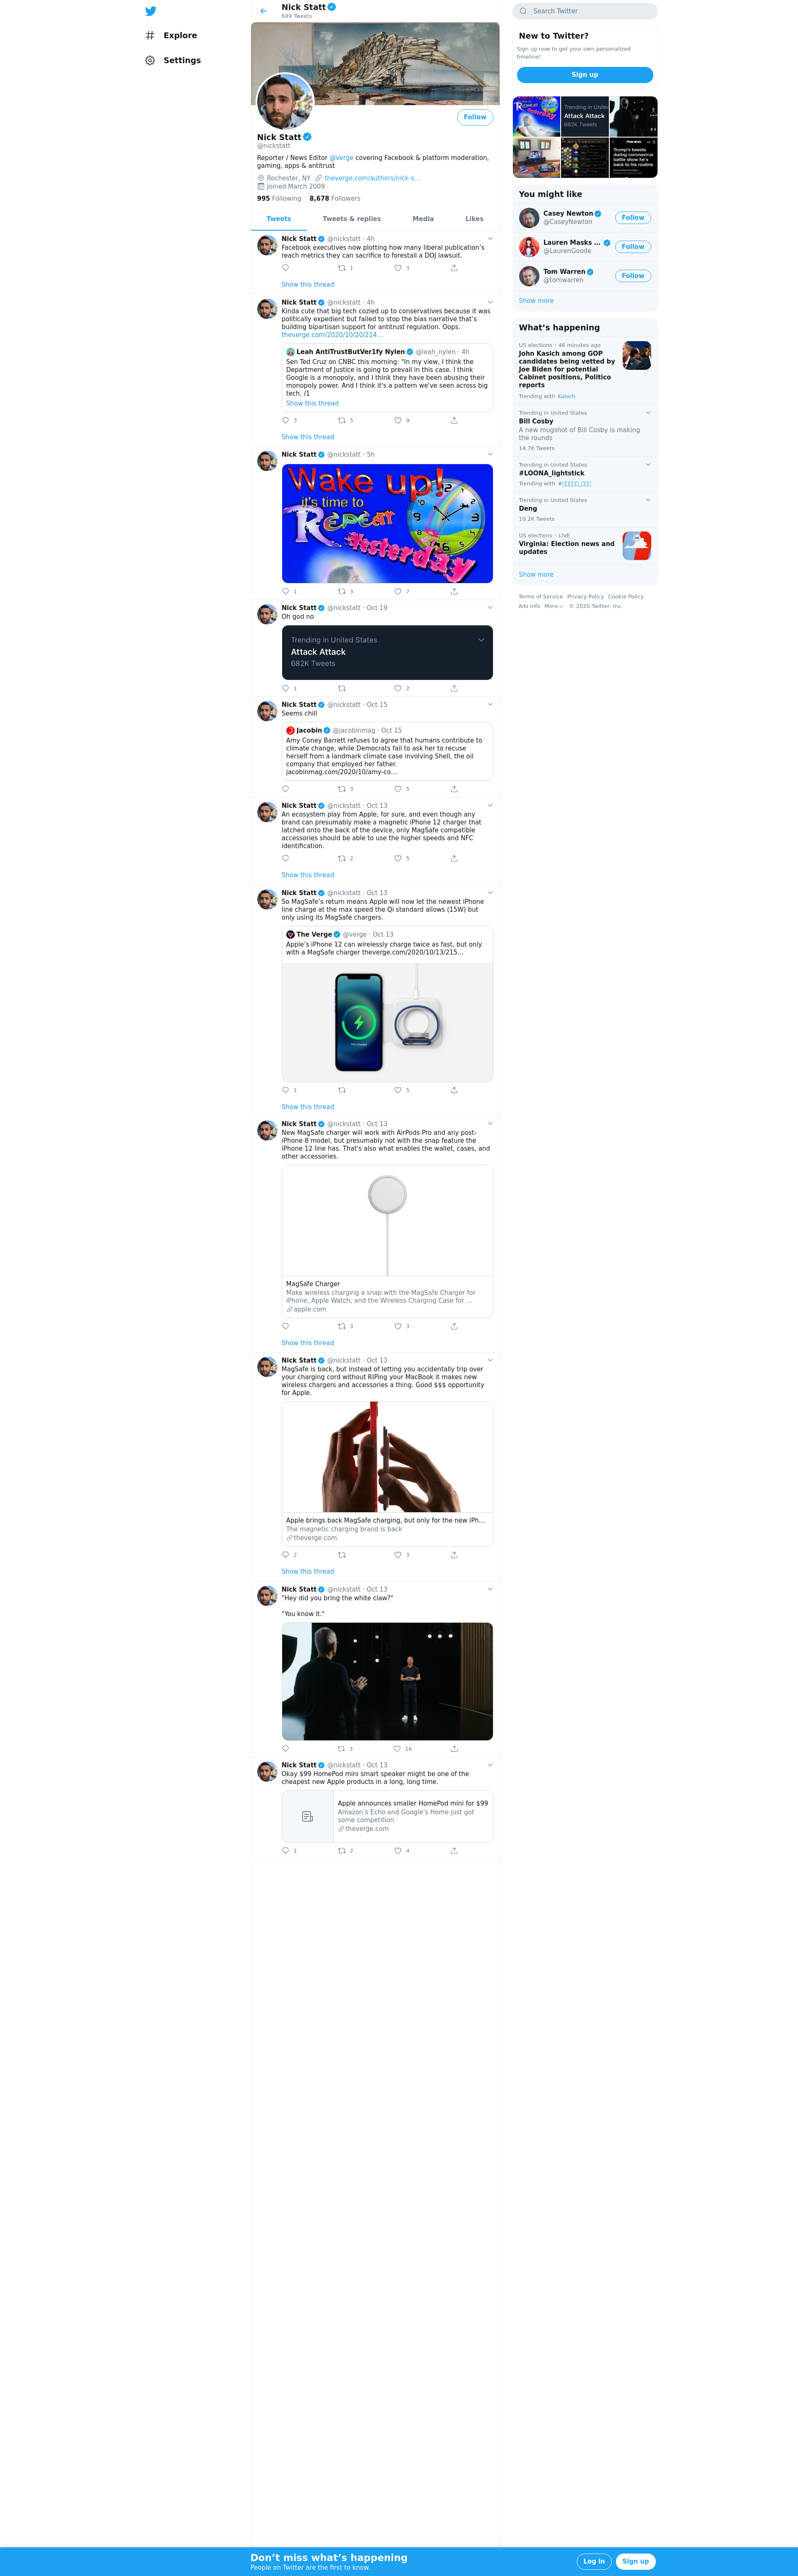 Explore
Settings
Nick Statt
689 Tweets
Follow
Nick Statt
@nickstatt
Reporter / News Editor @verge covering Facebook & platform moderation,
gaming, apps & antitrust
Rochester, NY theverge.com/authors/nick-s…
Joined March 2009
995 Following 8,678 Followers
Tweets Tweets & replies Media Likes
Nick Statt @nickstatt · 4h
Facebook executives now plotting how many liberal publication’s
reach metrics they can sacrifice to forestall a DOJ lawsuit.
1 3
Show this thread
Nick Statt @nickstatt · 4h
Kinda cute that big tech cozied up to conservatives because it was
politically expedient but failed to stop the bias narrative that’s
building bipartisan support for antitrust regulation. Oops.
theverge.com/2020/10/20/214…
Leah AntiTrustButVer1fy Nylen @leah_nylen · 4h
Sen Ted Cruz on CNBC this morning: "In my view, I think the
Department of Justice is going to prevail in this case. I think
Google is a monopoly, and I think they have been abusing their
monopoly power. And I think it's a pattern we've seen across big
tech. /1
Show this thread
3 5 9
Show this thread
Nick Statt @nickstatt · 5h
Wake up!
it's time to
REPEAT
Yesterday
1 3 7
Nick Statt @nickstatt · Oct 19
Oh god no
Trending in United States
Attack Attack
682K Tweets
1 2
Nick Statt @nickstatt · Oct 15
Seems chill
Jacobin @jacobinmag · Oct 15
Amy Coney Barrett refuses to agree that humans contribute to
climate change, while Democrats fail to ask her to recuse
herself from a landmark climate case involving Shell, the oil
company that employed her father.
jacobinmag.com/2020/10/amy-co…
3 5
Nick Statt @nickstatt · Oct 13
An ecosystem play from Apple, for sure, and even though any
brand can presumably make a magnetic iPhone 12 charger that
latched onto the back of the device, only MagSafe compatible
accessories should be able to use the higher speeds and NFC
identification.
2 5
Show this thread
Nick Statt @nickstatt · Oct 13
So MagSafe’s return means Apple will now let the newest iPhone
line charge at the max speed the Qi standard allows (15W) but
only using its MagSafe chargers.
The Verge @verge · Oct 13
Apple’s iPhone 12 can wirelessly charge twice as fast, but only
with a MagSafe charger theverge.com/2020/10/13/215…
1 5
Show this thread
Nick Statt @nickstatt · Oct 13
New MagSafe charger will work with AirPods Pro and any post-
iPhone 8 model, but presumably not with the snap feature the
iPhone 12 line has. That's also what enables the wallet, cases, and
other accessories.
MagSafe Charger
Make wireless charging a snap with the MagSafe Charger for
iPhone, Apple Watch, and the Wireless Charging Case for …
apple.com
3 3
Show this thread
Nick Statt @nickstatt · Oct 13
MagSafe is back, but instead of letting you accidentally trip over
your charging cord without RIPing your MacBook it makes new
wireless chargers and accessories a thing. Good $$$ opportunity
for Apple.
Apple brings back MagSafe charging, but only for the new iPh…
The magnetic charging brand is back
theverge.com
2 3
Show this thread
Nick Statt @nickstatt · Oct 13
"Hey did you bring the white claw?"
"You know it."
3 16
Nick Statt @nickstatt · Oct 13
Okay $99 HomePod mini smart speaker might be one of the
cheapest new Apple products in a long, long time.
Apple announces smaller HomePod mini for $99
Amazon’s Echo and Google’s Home just got
some competition
theverge.com
1 2 4
Search Twitter
New to Twitter?
Sign up now to get your own personalized
timeline!
Sign up
Trending in Unite
Attack Attack
682K Tweets
Trump's tweets
during coronavirus
battle show he's
back to his routine
You might like
Casey Newton
@CaseyNewton
Follow
Lauren Masks …
@LaurenGoode
Follow
Tom Warren
@tomwarren
Follow
Show more
What’s happening
US elections · 46 minutes ago
John Kasich among GOP
candidates being vetted by
Joe Biden for potential
Cabinet positions, Politico
reports
Trending with Kasich
Trending in United States
Bill Cosby
A new mugshot of Bill Cosby is making
the rounds
14.7K Tweets
Trending in United States
#LOONA_lightstick
Trending with
Trending in United States
Deng
10.2K Tweets
US elections · LIVE
Virginia: Election news and
updates
Show more
Terms of Service Privacy Policy Cookie Policy
Ads info More © 2020 Twitter, Inc.
Don’t miss what’s happening
People on Twitter are the first to know.
Log in
Sign up